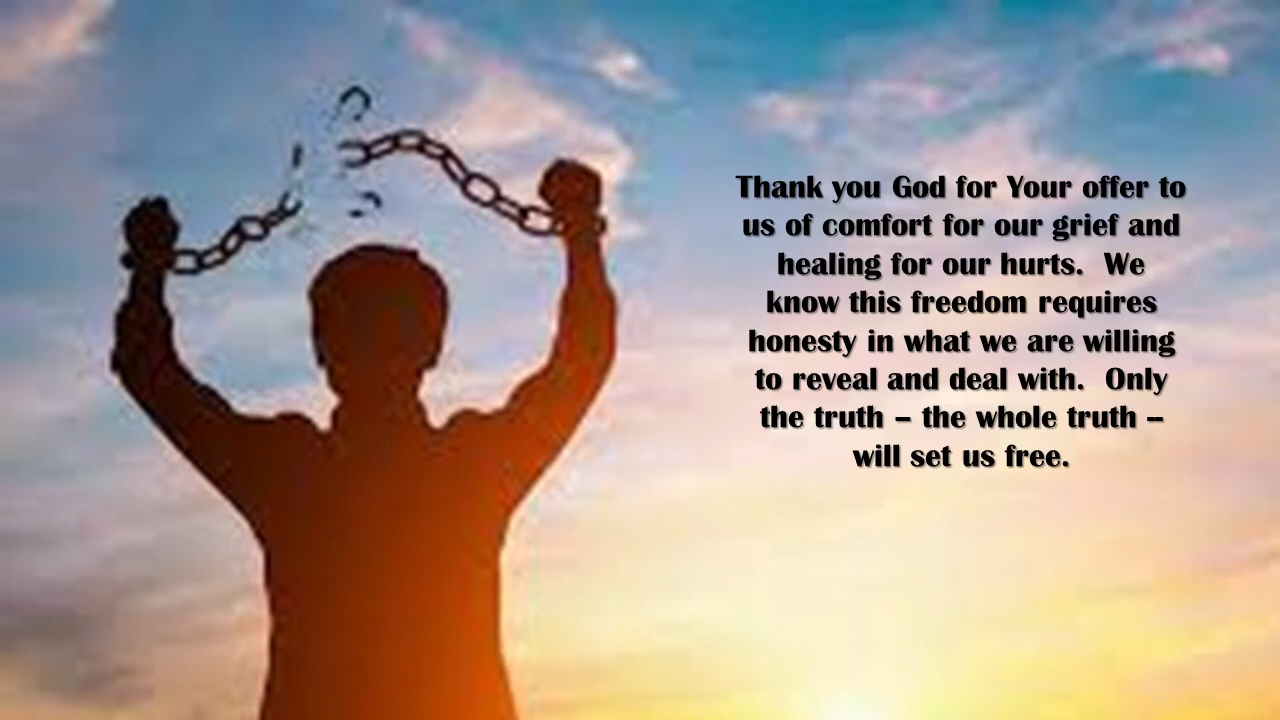 Thank you God for Your offer to
us of comfort for our grief and
healing for our hurts.  We
know this freedom requires
honesty in what we are willing
to reveal and deal with.  Only
the truth – the whole truth –
will set us free.